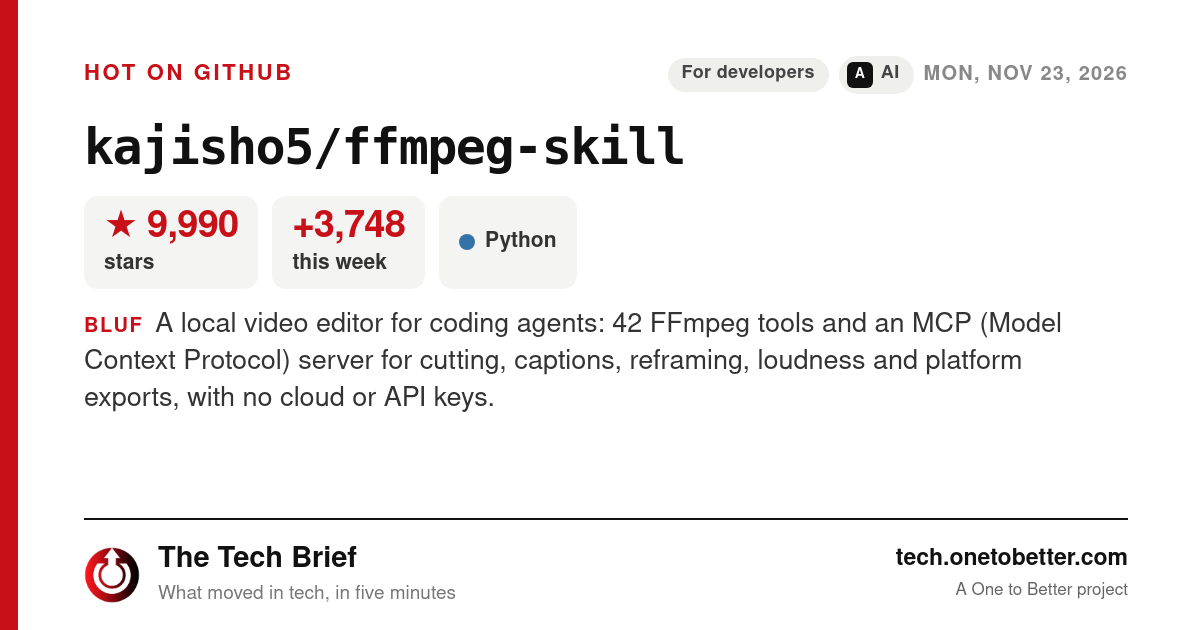 HOT ON GITHUB
For developers
A AI
MON, NOV 23, 2026
kajisho5/ffmpeg-skill
★ 9,990
stars
+3,748
this week
Python
BLUF A local video editor for coding agents: 42 FFmpeg tools and an MCP (Model
Context Protocol) server for cutting, captions, reframing, loudness and platform
exports, with no cloud or API keys.
The Tech Brief
What moved in tech, in five minutes
tech.onetobetter.com
A One to Better project